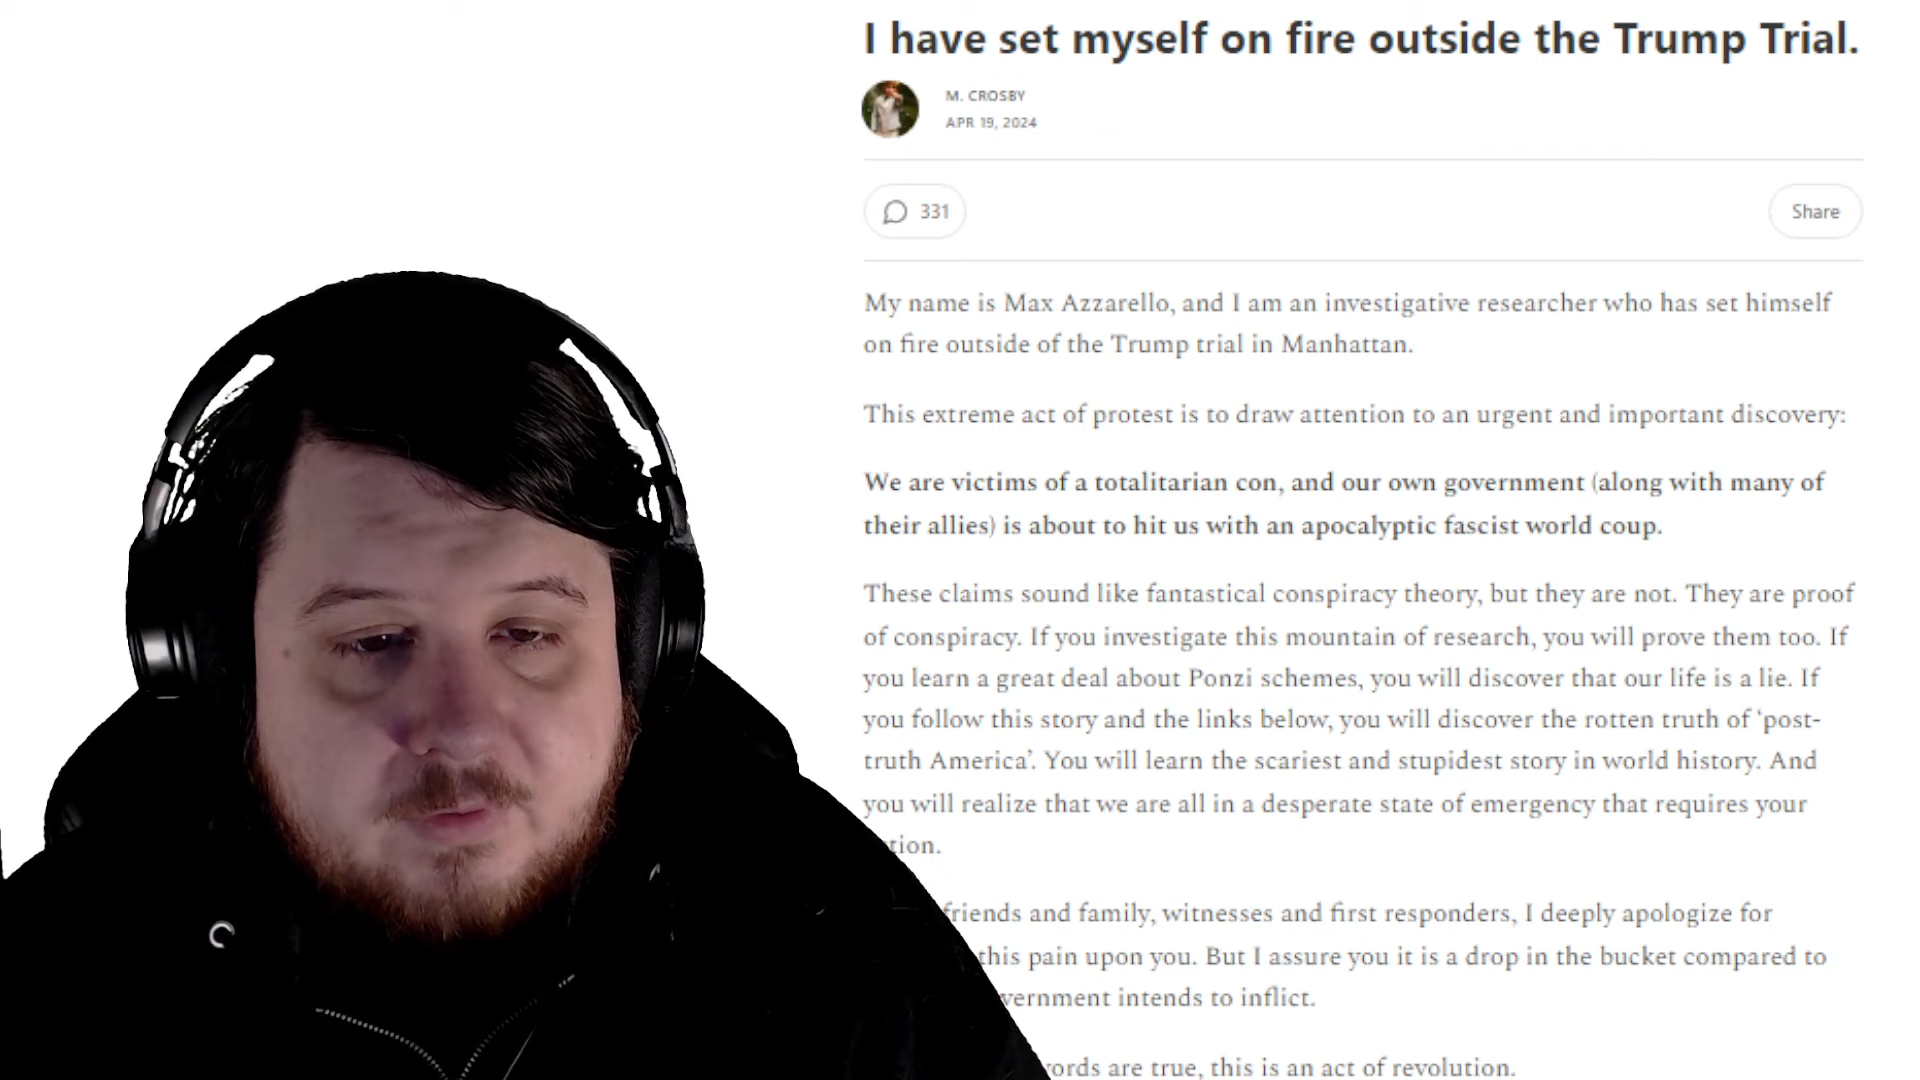 I have set myself on fire outside the Trump Trial.
M. CROSBY
APR 19, 2024
331
Share
My name is Max Azzarello, and I am an investigative researcher who has set himself
on fire outside of the Trump trial in Manhattan.
This extreme act of protest is to draw attention to an urgent and important discovery:
We are victims of a totalitarian con, and our own government (along with many of
their allies) is about to hit us with an apocalyptic fascist world coup.
These claims sound like fantastical conspiracy theory, but they are not. They are proof
of conspiracy. If you investigate this mountain of research, you will prove them too. If
you learn a great deal about Ponzi schemes, you will discover that our life is a lie. If
you follow this story and the links below, you will discover the rotten truth of ‘post-
truth America’. You will learn the scariest and stupidest story in world history. And
you will realize that we are all in a desperate state of emergency that requires your
tion.
friends and family, witnesses and first responders, I deeply apologize for
this pain upon you. But I assure you it is a drop in the bucket compared to
vernment intends to inflict.
ords are true, this is an act of revolution.